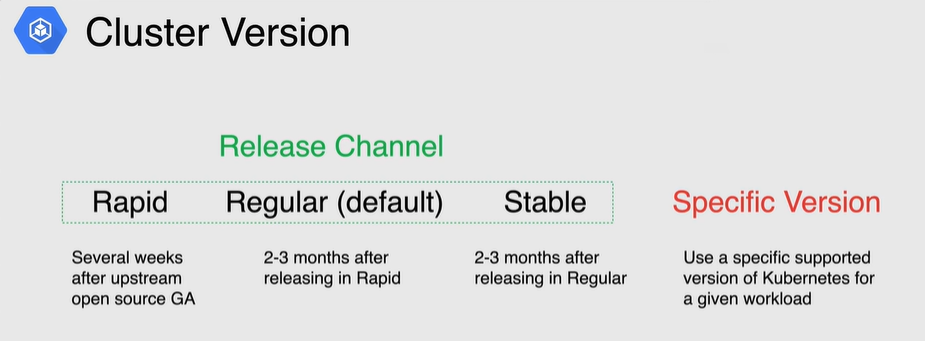 Cluster Version
Release Channel
Rapid
Regular (default)
Stable
Specific Version
Several weeks
after upstream
open source GA
2-3 months after
releasing in Rapid
2-3 months after
releasing in Regular
Use a specific supported
version of Kubernetes for
a given workload